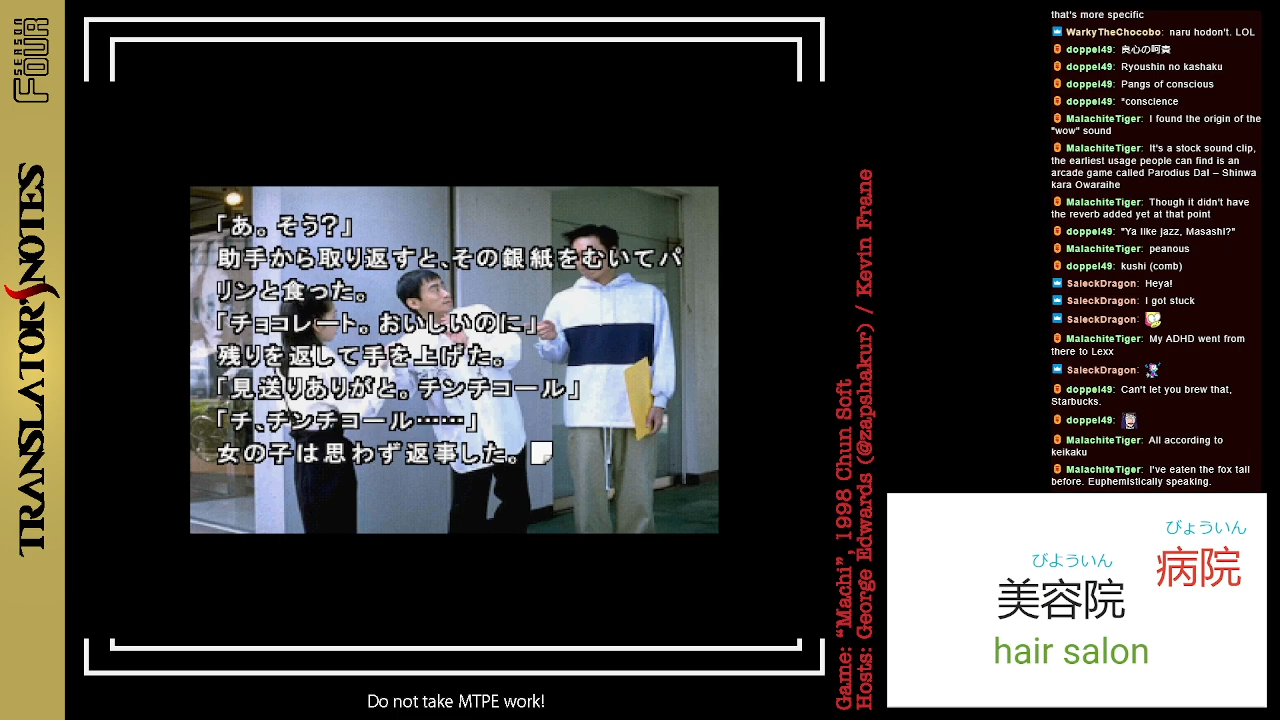 SEASON
FOUR
TRANSLATOR'S NOTES
「あ。そう?」
助手から取り返すと、その銀紙をむいてパ
リンと食った。
「チョコレート。おいしいのに」
残りを返して手を上げた。
「見送りありがと。チンチコール」
「チ、チンチコール……」
女の子は思わず返事した。
Do not take MTPE work!
Game: "Machi", 1998 Chun Soft
Hosts: George Edwards (@zapshakur) / Kevin Frane
that's more specific
WarkyTheChocobo: naru hodon't. LOL
doppel49: 良心の呵責
doppel49: Ryoushin no kashaku
doppel49: Pangs of conscious
doppel49: *conscience
MalachiteTiger: I found the origin of the
"wow" sound
MalachiteTiger: It's a stock sound clip,
the earliest usage people can find is an
arcade game called Parodius Da! – Shinwa
kara Owaraihe
MalachiteTiger: Though it didn't have
the reverb added yet at that point
doppel49: "Ya like jazz, Masashi?"
MalachiteTiger: peanous
doppel49: kushi (comb)
SaleckDragon: Heya!
SaleckDragon: I got stuck
SaleckDragon:
MalachiteTiger: My ADHD went from
there to Lexx
SaleckDragon:
doppel49: Can't let you brew that,
Starbucks.
doppel49:
MalachiteTiger: All according to
keikaku
MalachiteTiger: I've eaten the fox tail
before. Euphemistically speaking.
びょういん
病院
びよういん
美容院
hair salon